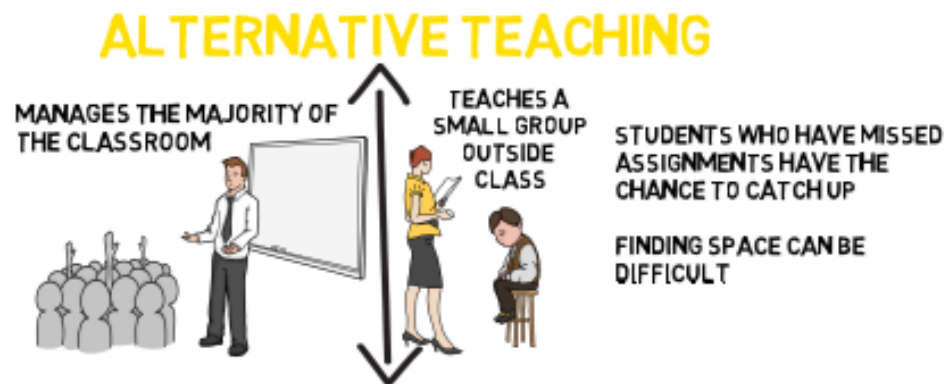 ALTERNATIVE TEACHING
MANAGES THE MAJORITY OF
THE CLASSROOM
TEACHES A
SMALL GROUP
OUTSIDE
CLASS
STUDENTS WHO HAVE MISSED
ASSIGNMENTS HAVE THE
CHANCE TO CATCH UP
FINDING SPACE CAN BE
DIFFICULT